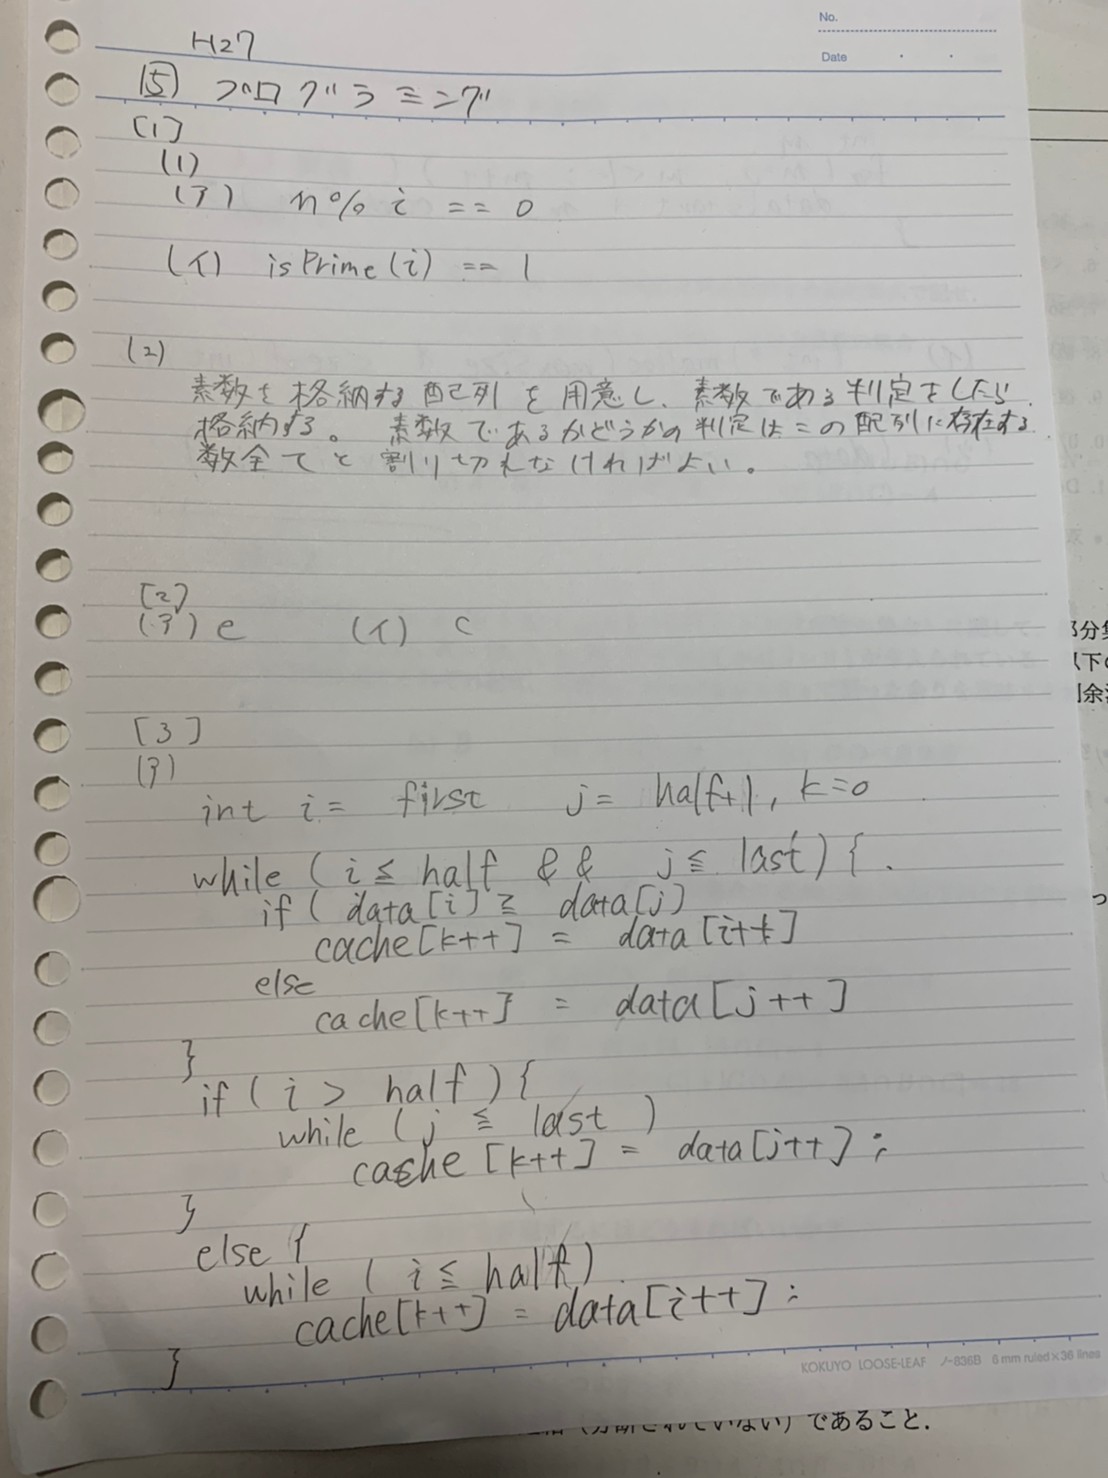 No.
Date
H27
5 プログラミング
[1]
(1)
(ア) n% i == 0
(イ) isPrime(i) == 1
(2)
素数を格納する配列を用意し、素数である判定をしたら
格納する。素数であるかどうかの判定はこの配列に存在する
数全てと割り切れなければよい。
[2]
(ア) e (イ) c
[3]
(ア)
int i = first j = half+1, k=0
while (i≦half && j≦last) {
if (data[i] ≧ data[j])
cache[k++] = data[i++]
else
cache[k++] = data[j++]
}
if (i > half) {
while (j ≦ last)
cache[k++] = data[j++];
}
else {
while (i≦half)
cache[k++] = data[i++];
}
KOKUYO LOOSE-LEAF ノ-836B 6 mm ruled×36 lines
であること.